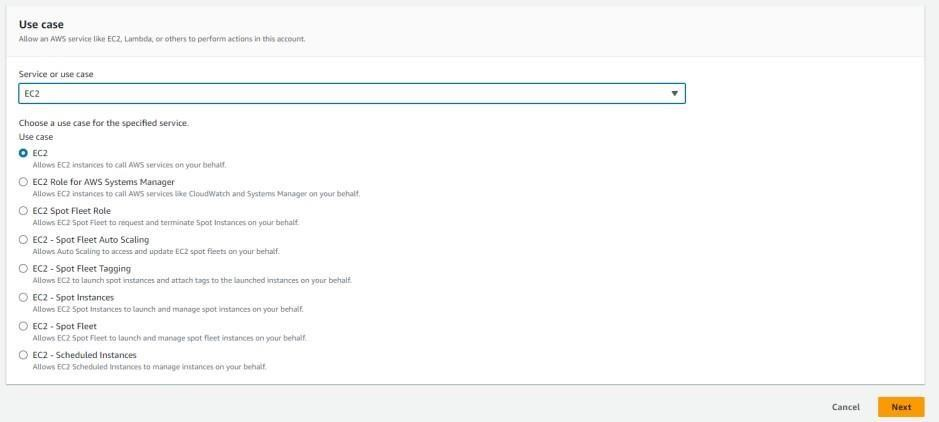 Use case
Allow an AWS service like EC2, Lambda, or others to perform actions in this account.
Service or use case
EC2
Choose a use case for the specified service.
Use case
EC2
Allows EC2 instances to call AWS services on your behalf.
EC2 Role for AWS Systems Manager
Allows EC2 instances to call AWS services like CloudWatch and Systems Manager on your behalf.
EC2 Spot Fleet Role
Allows EC2 Spot Fleet to request and terminate Spot Instances on your behalf.
EC2 - Spot Fleet Auto Scaling
Allows Auto Scaling to access and update EC2 spot fleets on your behalf.
EC2 - Spot Fleet Tagging
Allows EC2 to launch spot instances and attach tags to the launched instances on your behalf.
EC2 - Spot Instances
Allows EC2 Spot Instances to launch and manage spot instances on your behalf.
EC2 - Spot Fleet
Allows EC2 Spot Fleet to launch and manage spot fleet instances on your behalf.
EC2 - Scheduled Instances
Allows EC2 Scheduled Instances to manage instances on your behalf.
Cancel
Next